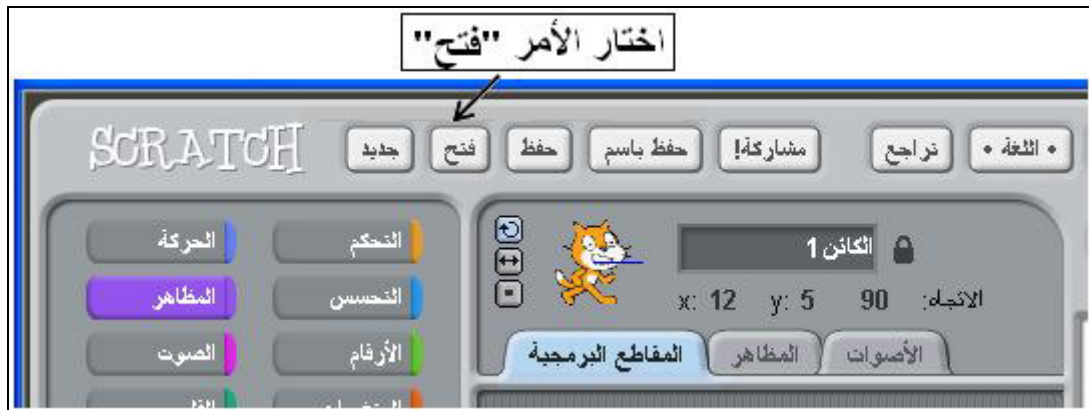 اختار الأمر "فتح"
SCRATCH جديد فتح حفظ حفظ باسم مشاركة! تراجع • اللغة •
الحركة التحكم
المظاهر التحسس
الصوت الأرقام
الكائن 1
x: 12 y: 5 90 الاتجاه:
المقاطع البرمجية المظاهر الأصوات